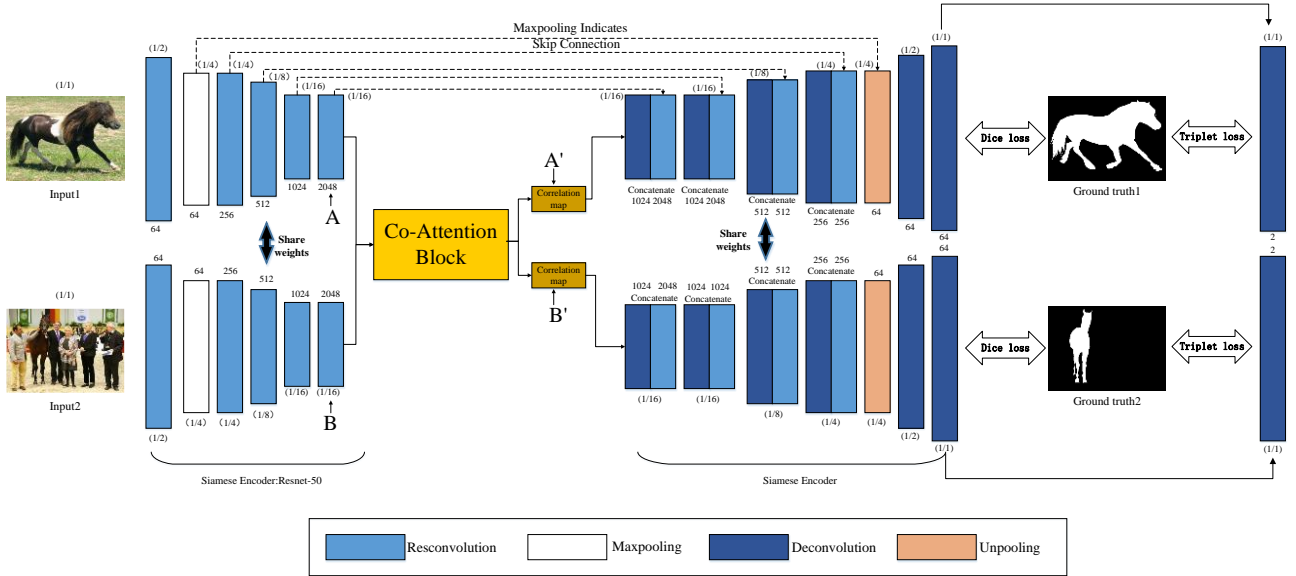 Maxpooling Indicates
Skip Connection
(1/1)
(1/2)
(1/4)
(1/4)
(1/8)
(1/16)
(1/16)
(1/16)
(1/16)
(1/8)
(1/4)
(1/4)
(1/2)
(1/1)
(1/1)
Input1
64
64
256
512
1024
2048
A
A'
Correlation
map
Concatenate
1024 2048
Concatenate
1024 2048
Concatenate
512 512
Concatenate
256 256
64
64
64
2
Dice loss
Ground truth1
Triplet loss
Share
weights
Co-Attention
Block
Share
weights
(1/1)
Input2
64
64
256
512
1024
2048
(1/2)
(1/4)
(1/4)
(1/8)
(1/16)
(1/16)
B
Correlation
map
B'
1024 2048
Concatenate
1024 1024
Concatenate
512 512
Concatenate
256 256
Concatenate
64
64
64
2
(1/16)
(1/16)
(1/8)
(1/4)
(1/4)
(1/2)
(1/1)
(1/1)
Dice loss
Ground truth2
Triplet loss
Siamese Encoder:Resnet-50
Siamese Encoder
Resconvolution
Maxpooling
Deconvolution
Unpooling